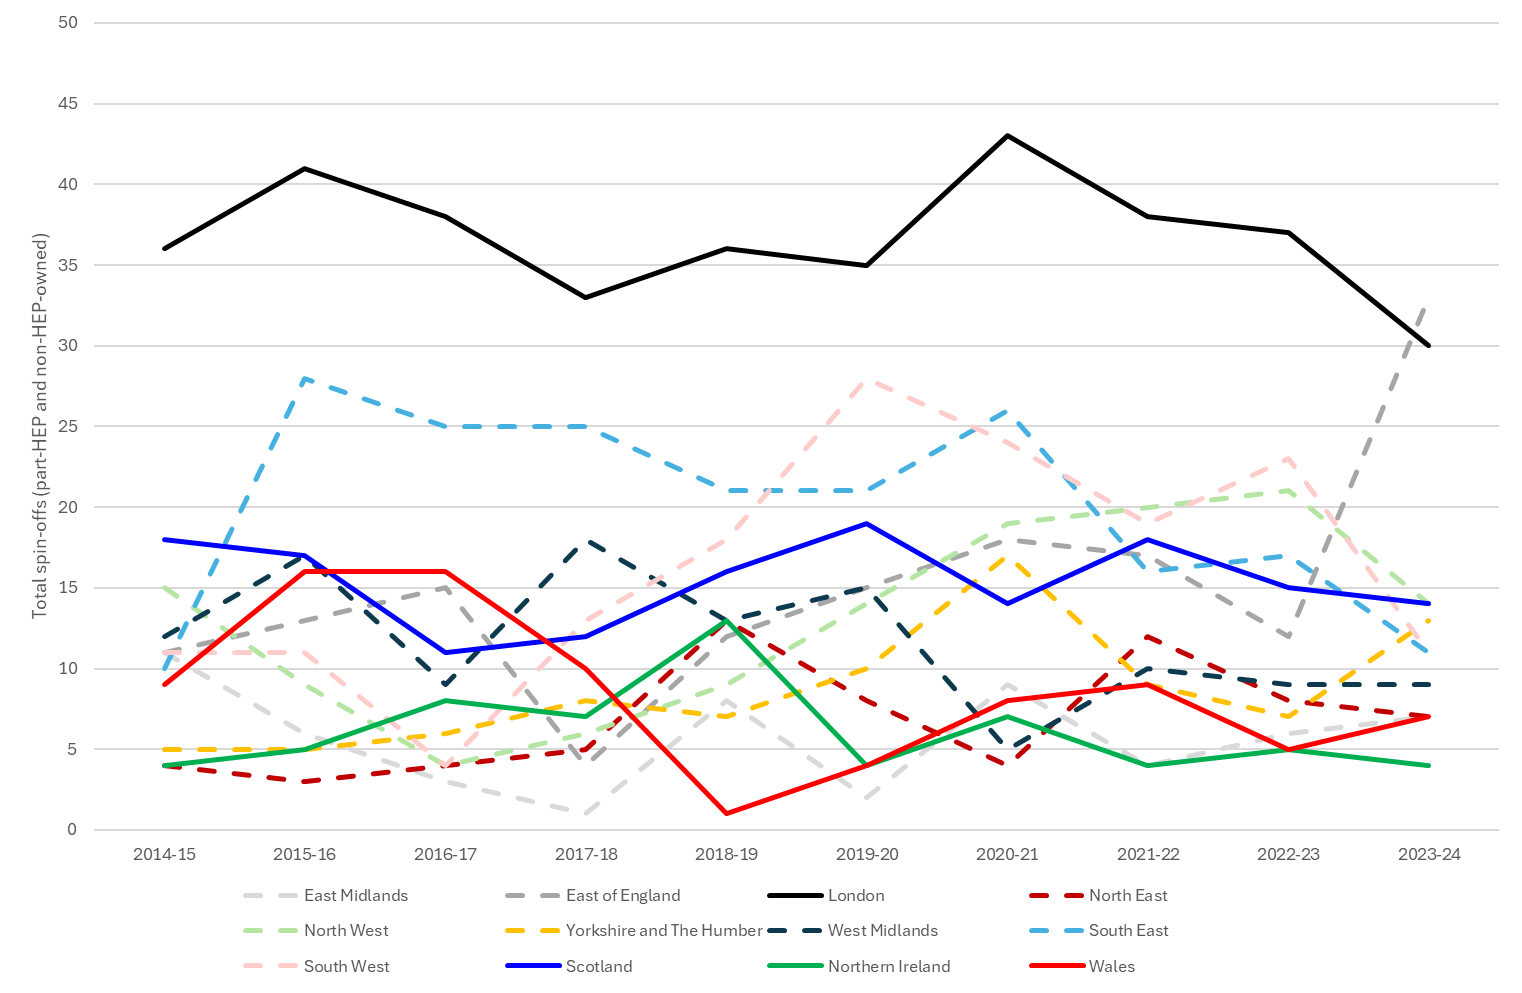 50
45
40
35
30
25
20
15
10
5
0
Total spin-offs (part-HEP and non-HEP-owned)
2014-15 2015-16 2016-17 2017-18 2018-19 2019-20 2020-21 2021-22 2022-23 2023-24
East Midlands East of England London North East
North West Yorkshire and The Humber West Midlands South East
South West Scotland Northern Ireland Wales